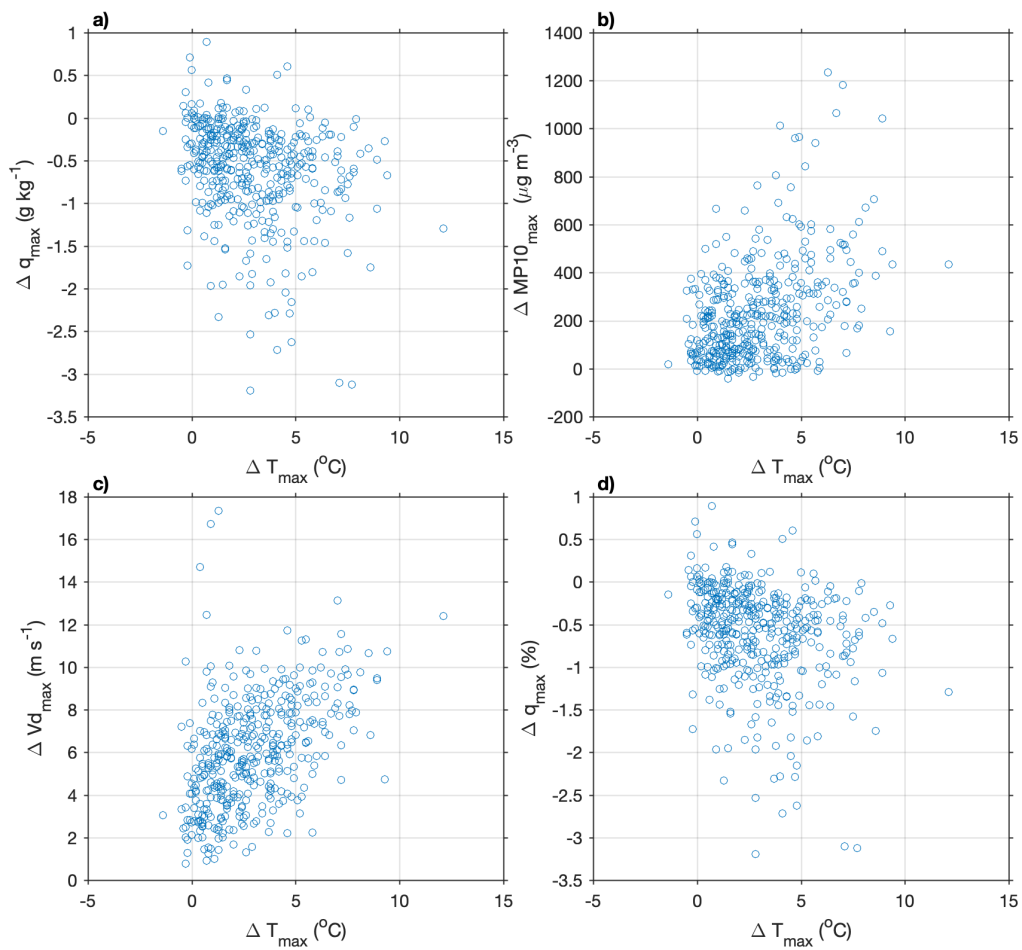 a)
1
0.5
0
-0.5
-1
-1.5
-2
-2.5
-3
-3.5
Δ q_max (g kg^-1)
-5 0 5 10 15
Δ T_max (^oC)
b)
1400
1200
1000
800
600
400
200
0
-200
Δ MP10_max (μg m^-3)
-5 0 5 10 15
Δ T_max (^oC)
c)
18
16
14
12
10
8
6
4
2
0
Δ Vd_max (m s^-1)
-5 0 5 10 15
Δ T_max (^oC)
d)
1
0.5
0
-0.5
-1
-1.5
-2
-2.5
-3
-3.5
Δ q_max (%)
-5 0 5 10 15
Δ T_max (^oC)